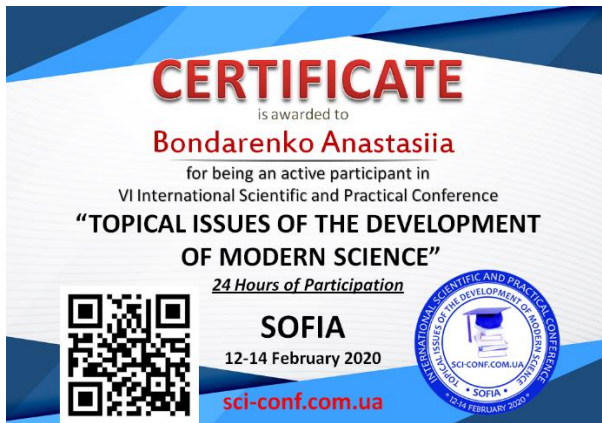 CERTIFICATE
is awarded to
Bondarenko Anastasiia
for being an active participant in
VI International Scientific and Practical Conference
“TOPICAL ISSUES OF THE DEVELOPMENT
OF MODERN SCIENCE”
24 Hours of Participation
SOFIA
12-14 February 2020
sci-conf.com.ua
INTERNATIONAL SCIENTIFIC AND PRACTICAL CONFERENCE
TOPICAL ISSUES OF THE DEVELOPMENT OF MODERN SCIENCE
SCI-CONF.COM.UA
• SOFIA •
* 12-14 FEBRUARY 2020 *